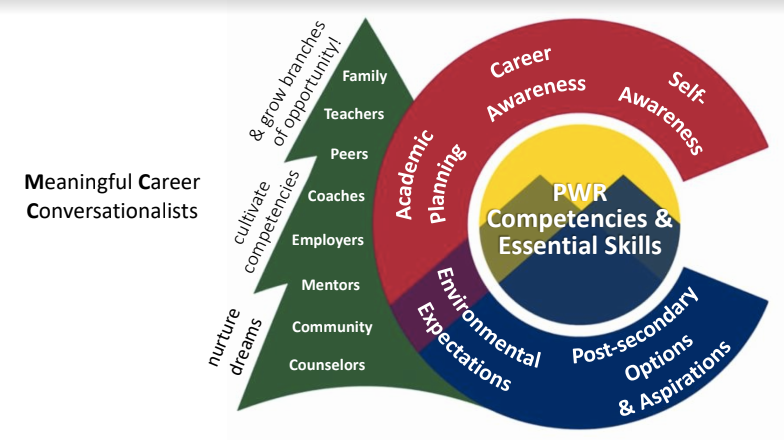 Meaningful Career
Conversationalists
& grow branches
of opportunity!
cultivate
competencies
nurture
dreams
Family
Teachers
Peers
Coaches
Employers
Mentors
Community
Counselors
Academic
Planning
Career
Awareness
Self-
Awareness
PWR
Competencies &
Essential Skills
Environmental
Expectations
Post-secondary
Options
& Aspirations